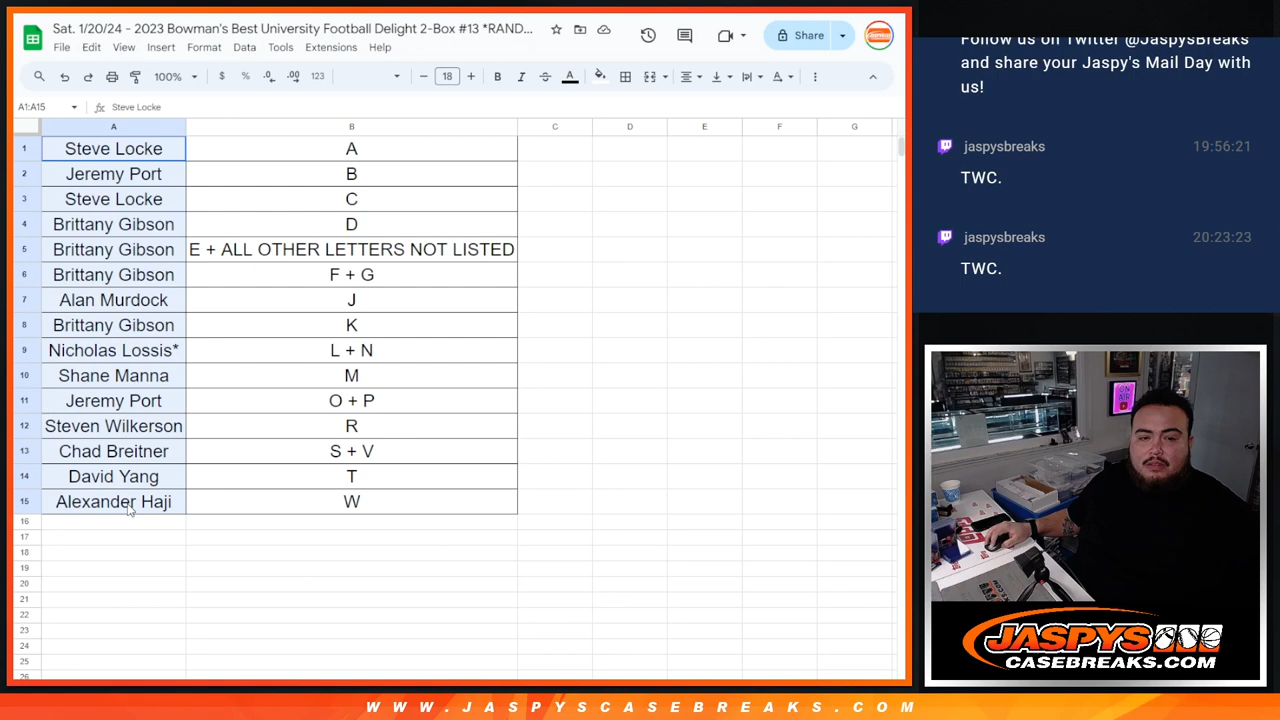 Sat. 1/20/24 - 2023 Bowman's Best University Football Delight 2-Box #13 *RAND...
File Edit View Insert Format Data Tools Extensions Help
Share
100% $ % .0 .00 123 18 B I A
A1:A15 fx Steve Locke
A B C D E F G
1 Steve Locke A
2 Jeremy Port B
3 Steve Locke C
4 Brittany Gibson D
5 Brittany Gibson E + ALL OTHER LETTERS NOT LISTED
6 Brittany Gibson F + G
7 Alan Murdock J
8 Brittany Gibson K
9 Nicholas Lossis* L + N
10 Shane Manna M
11 Jeremy Port O + P
12 Steven Wilkerson R
13 Chad Breitner S + V
14 David Yang T
15 Alexander Haji W
16
17
18
19
20
21
22
23
24
25
26
Follow us on Twitter @JaspysBreaks
and share your Jaspy's Mail Day with
us!
jaspysbreaks 19:56:21
TWC.
jaspysbreaks 20:23:23
TWC.
ON AIR
JASPYS
CASEBREAKS.COM
WWW.JASPYSCASEBREAKS.COM